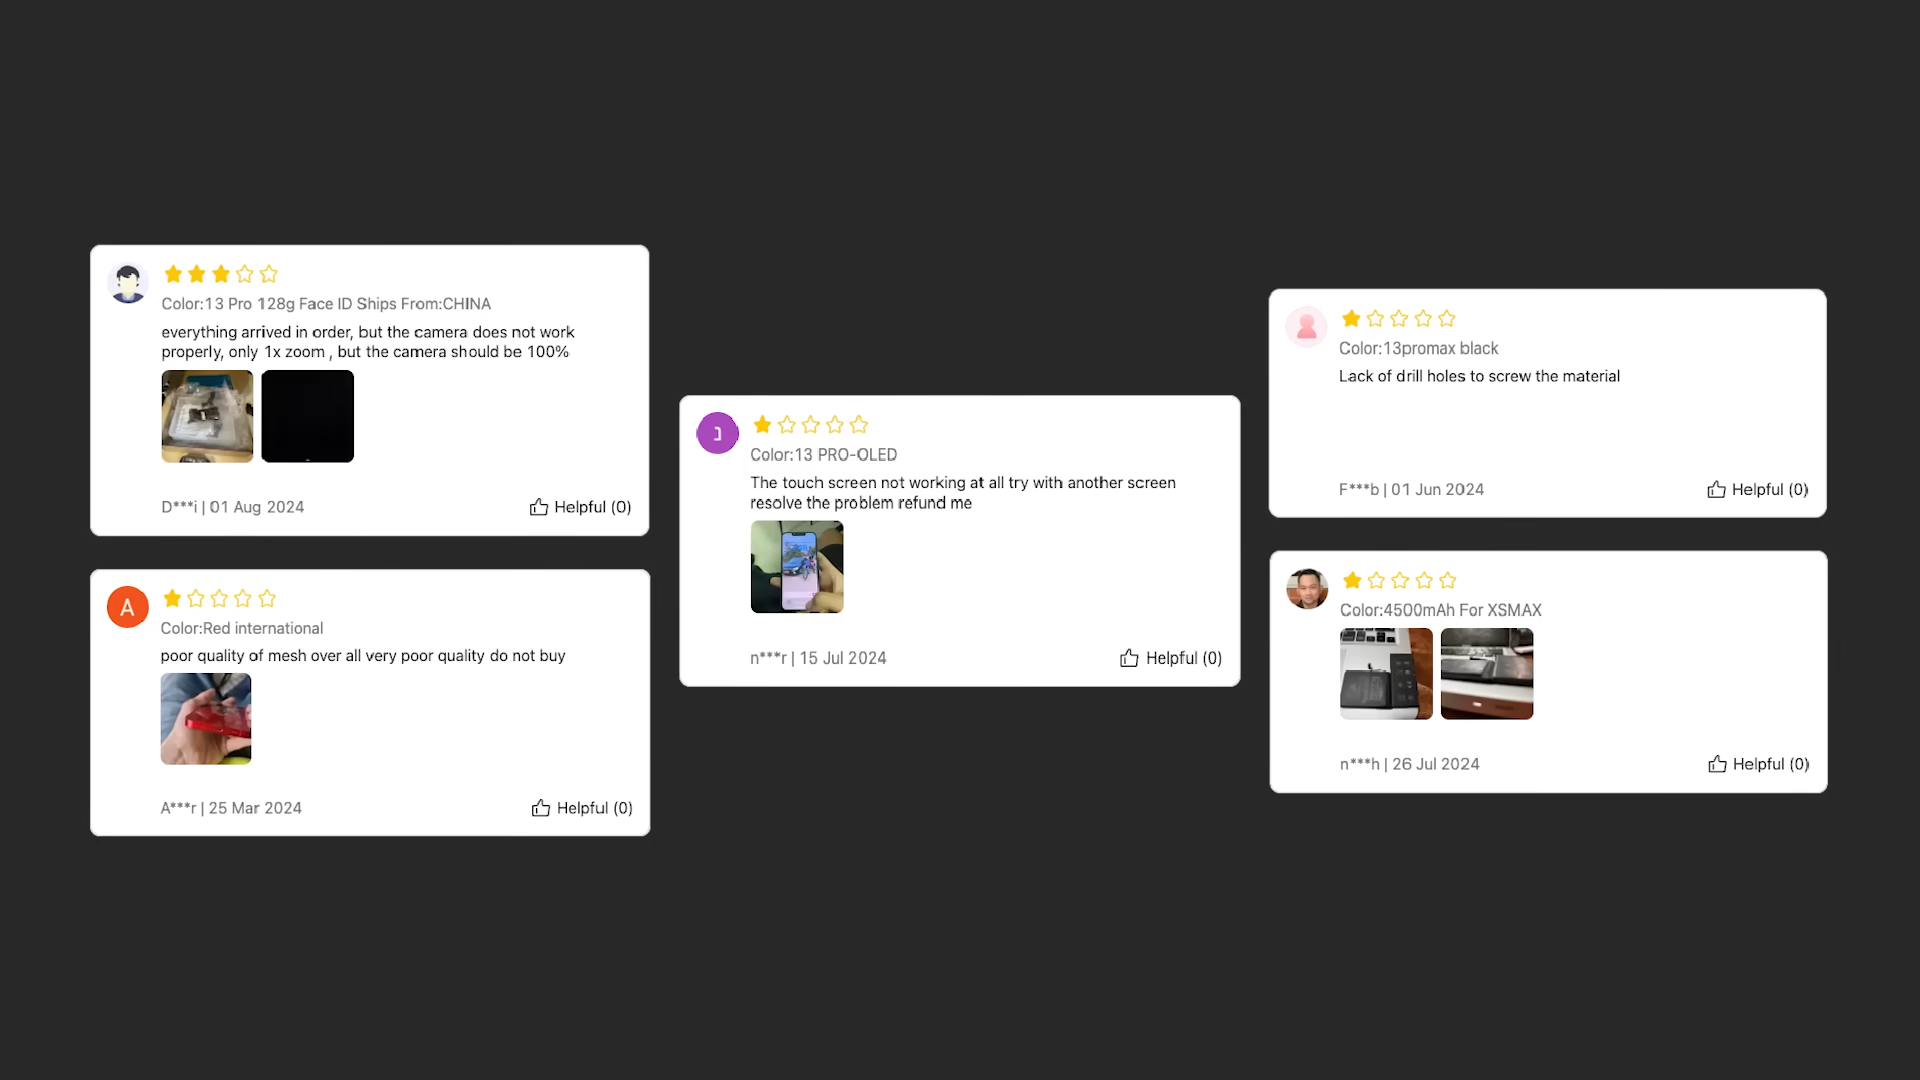 Color:13 Pro 128g Face ID Ships From:CHINA
everything arrived in order, but the camera does not work
properly, only 1x zoom , but the camera should be 100%
D***i | 01 Aug 2024
Helpful (0)
A
Color:Red international
poor quality of mesh over all very poor quality do not buy
A***r | 25 Mar 2024
Helpful (0)
נ
Color:13 PRO-OLED
The touch screen not working at all try with another screen
resolve the problem refund me
n***r | 15 Jul 2024
Helpful (0)
Color:13promax black
Lack of drill holes to screw the material
F***b | 01 Jun 2024
Helpful (0)
Color:4500mAh For XSMAX
n***h | 26 Jul 2024
Helpful (0)